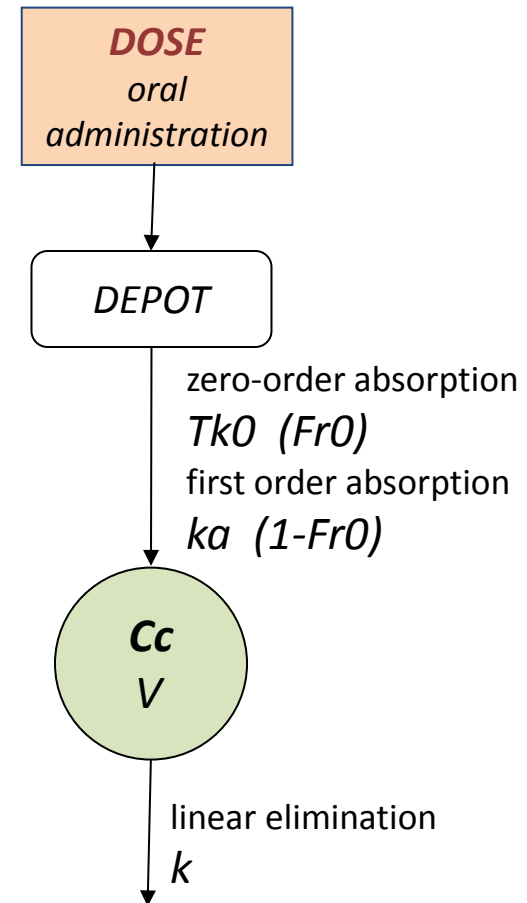 DOSE
oral
administration
DEPOT
zero-order absorption
Tk0 (Fr0)
first order absorption
ka (1-Fr0)
Cc
V
linear elimination
k